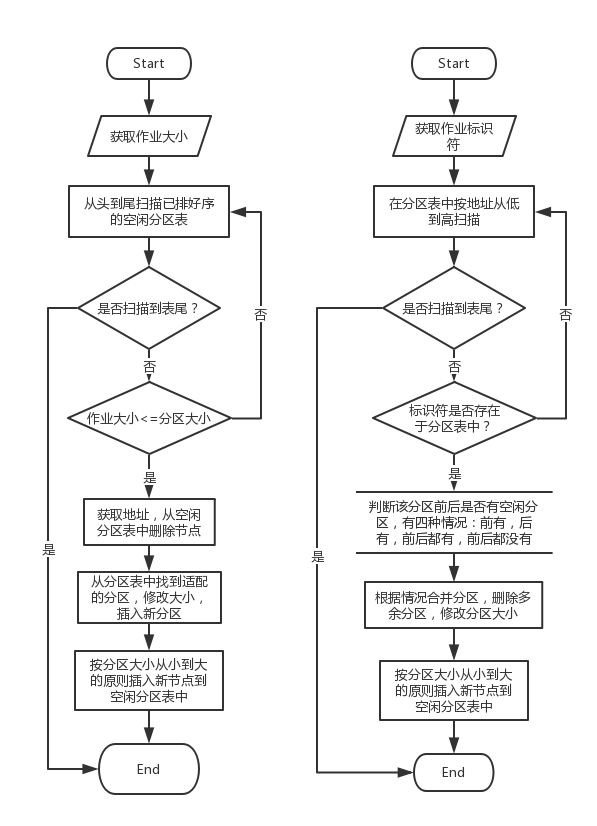 Start
获取作业大小
从头到尾扫描已排好序
的空闲分区表
是否扫描到表尾？
否
否
作业大小<=分区大小
是
获取地址，从空闲
分区表中删除节点
是
从分区表中找到适配
的分区，修改大小，
插入新分区
按分区大小从小到大
的原则插入新节点到
空闲分区表中
End
Start
获取作业标识
符
在分区表中按地址从低
到高扫描
是否扫描到表尾？
否
否
标识符是否存在
于分区表中？
是
判断该分区前后是否有空闲分
区，有四种情况：前有，后
有，前后都有，前后都没有
是
根据情况合并分区，删除多
余分区，修改分区大小
按分区大小从小到大
的原则插入新节点到
空闲分区表中
End